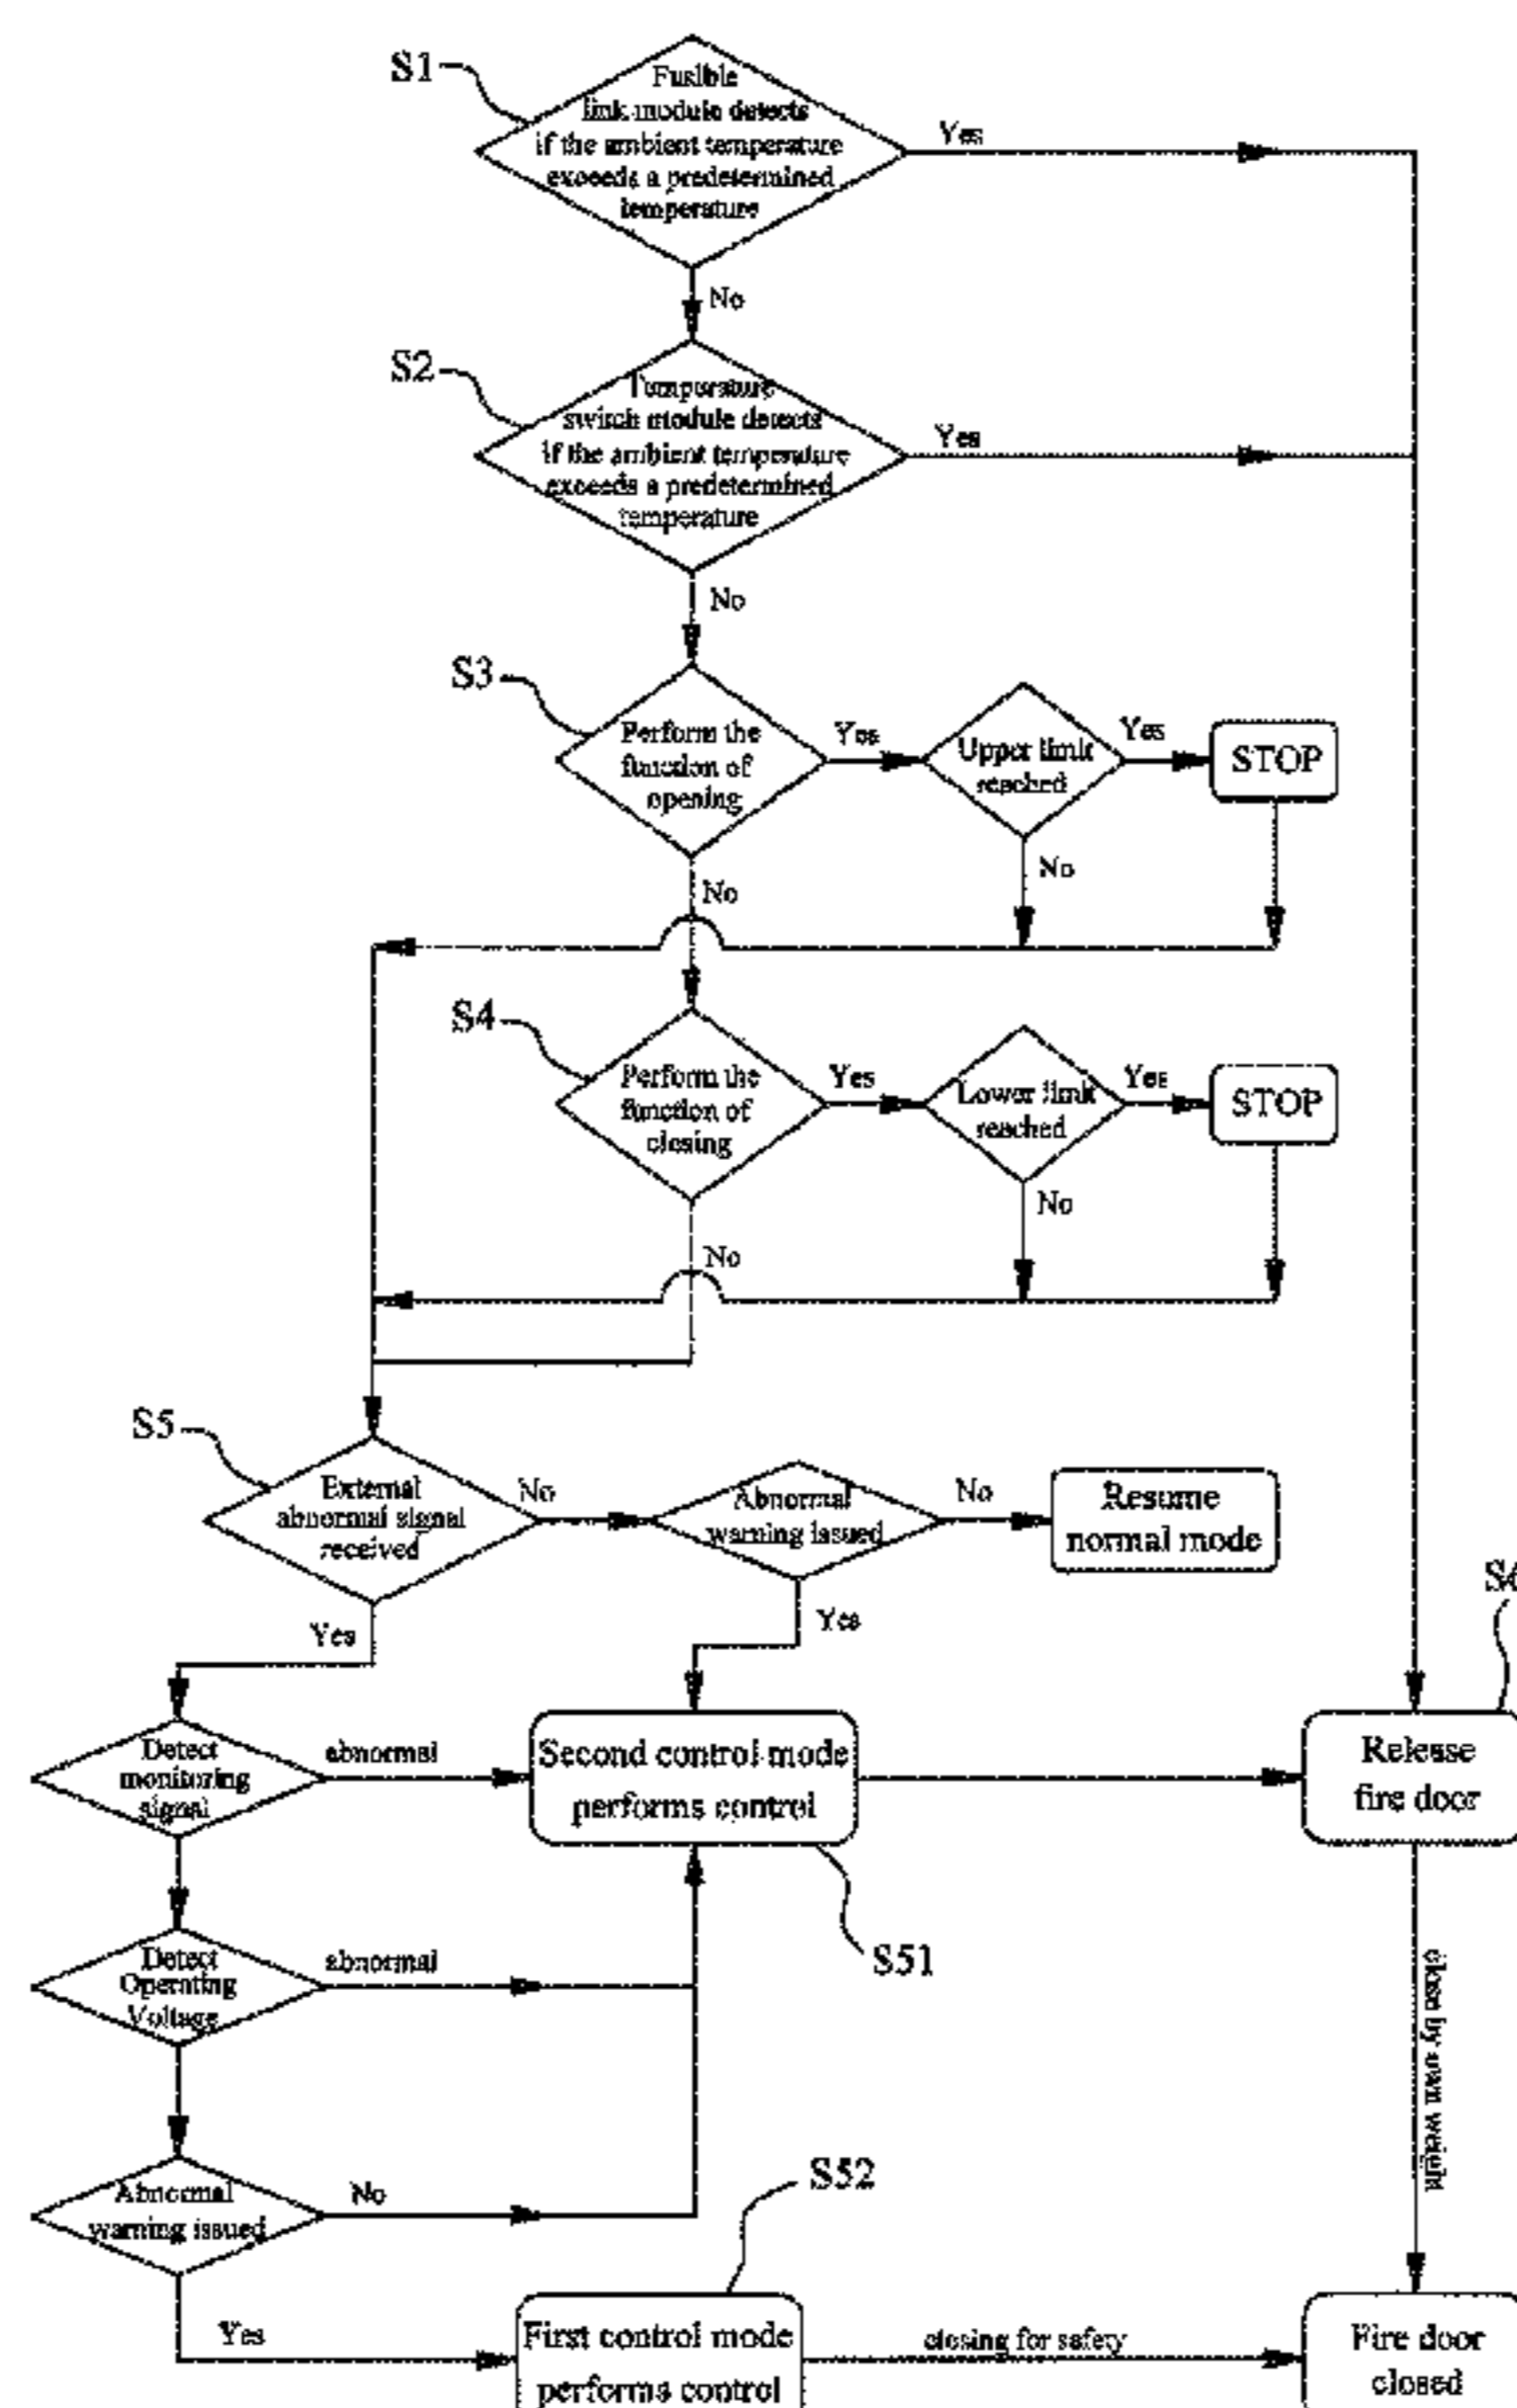 S1
Fusible
link module detects
if the ambient temperature
exceeds a predetermined
temperature
Yes
No
S2
Temperature
switch module detects
if the ambient temperature
exceeds a predetermined
temperature
Yes
No
S3
Perform the
function of
opening
Yes
Upper limit
reached
Yes
STOP
No
No
S4
Perform the
function of
closing
Yes
Lower limit
reached
Yes
STOP
No
No
S5
External
abnormal signal
received
No
Abnormal
warning issued
No
Resume
normal mode
Yes
Yes
Detect
monitoring
signal
abnormal
Second control mode
performs control
S51
Release
fire door
Detect
Operating
Voltage
abnormal
close by own weight
Abnormal
warning issued
No
S52
Yes
First control mode
performs control
closing for safety
Fire door
closed